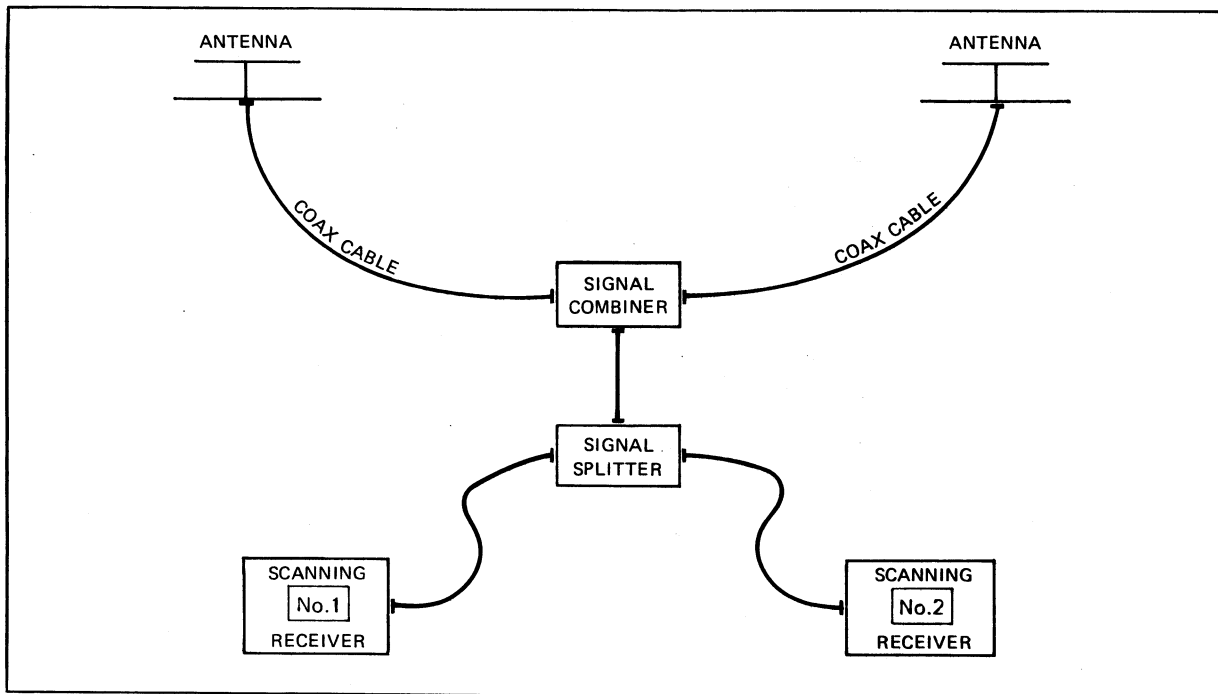 ANTENNA
ANTENNA
COAX CABLE
COAX CABLE
SIGNAL
COMBINER
SIGNAL
SPLITTER
SCANNING
No.1
RECEIVER
SCANNING
No.2
RECEIVER